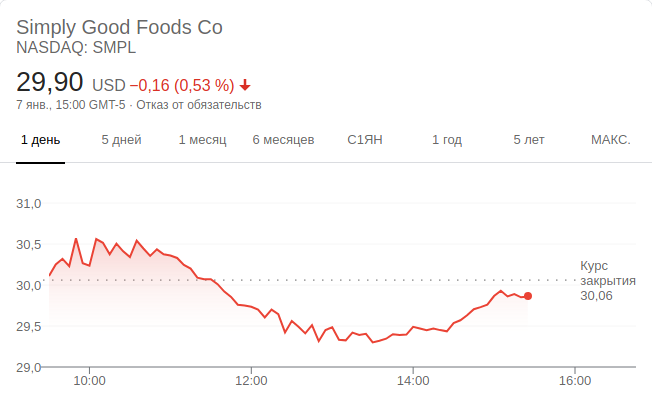 Simply Good Foods Co
NASDAQ: SMPL
29,90 USD −0,16 (0,53 %)
7 янв., 15:00 GMT-5 · Отказ от обязательств
1 день 5 дней 1 месяц 6 месяцев С1ЯН 1 год 5 лет МАКС.
31,0
30,5
Курс
закрытия
30,0
30,06
29,5
29,0
10:00 12:00 14:00 16:00